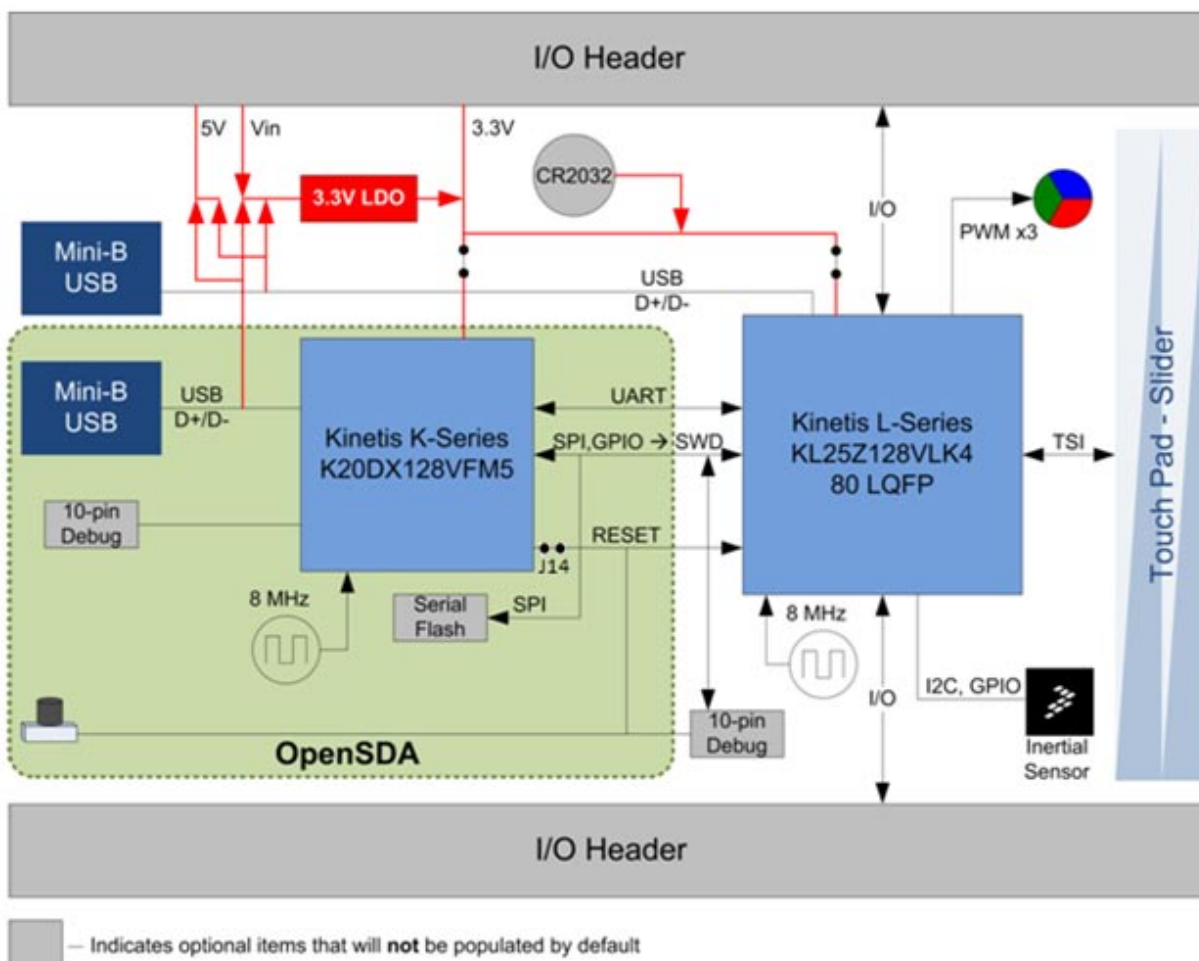 I/O Header
5V
Vin
3.3V
CR2032
3.3V LDO
I/O
PWM x3
Mini-B
USB
USB
D+/D-
Mini-B
USB
USB
D+/D-
Kinetis K-Series
K20DX128VFM5
UART
SPI,GPIO → SWD
Kinetis L-Series
KL25Z128VLK4
80 LQFP
TSI
Touch Pad - Slider
10-pin
Debug
RESET
J14
8 MHz
Serial
Flash
SPI
8 MHz
I/O
I2C, GPIO
10-pin
Debug
Inertial
Sensor
OpenSDA
I/O Header
— Indicates optional items that will not be populated by default